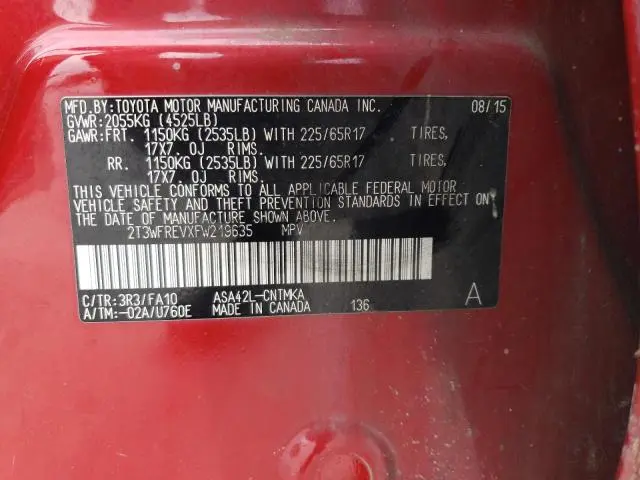 MFD.BY:TOYOTA MOTOR MANUFACTURING CANADA INC. 08/15
GVWR:2055KG (4525LB)
GAWR:FRT. 1150KG (2535LB) WITH 225/65R17 TIRES,
17X7.0J RIMS.
RR. 1150KG (2535LB) WITH 225/65R17 TIRES,
17X7.0J RIMS.
THIS VEHICLE CONFORMS TO ALL APPLICABLE FEDERAL MOTOR
VEHICLE SAFETY AND THEFT PREVENTION STANDARDS IN EFFECT ON
THE DATE OF MANUFACTURE SHOWN ABOVE.
2T3WFREVXFW219635 MPV
C/TR:3R3/FA10 ASA42L-CNTMKA
A/TM:-02A/U760E MADE IN CANADA 136 A